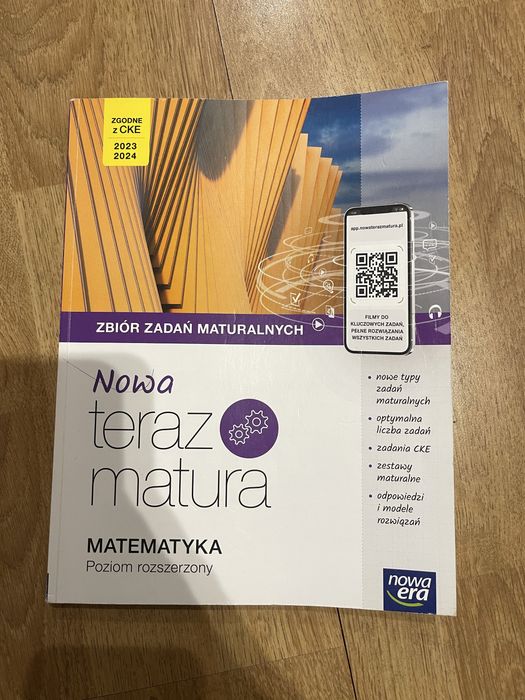 ZGODNE
z CKE
2023
2024
app.nowaterazmatura.pl
FILMY DO
KLUCZOWYCH ZADAŃ,
PEŁNE ROZWIĄZANIA
WSZYSTKICH ZADAŃ
ZBIÓR ZADAŃ MATURALNYCH
Nowa
teraz
matura
MATEMATYKA
Poziom rozszerzony
• nowe typy
zadań
maturalnych
• optymalna
liczba zadań
• zadania CKE
• zestawy
maturalne
• odpowiedzi
i modele
rozwiązań
nowa
era